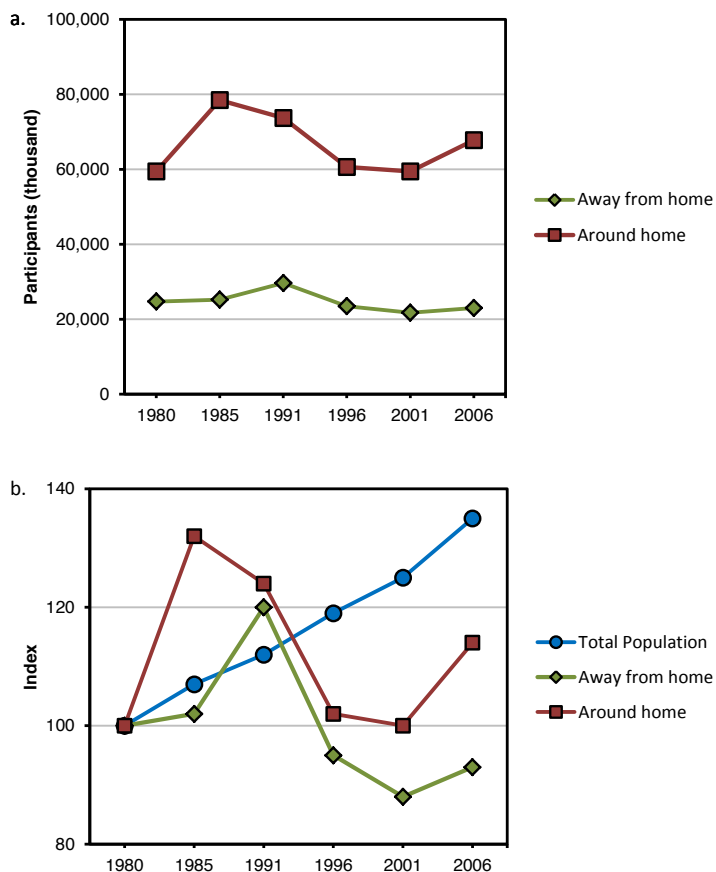 a.
100,000
80,000
60,000
40,000
20,000
0
Participants (thousand)
1980 1985 1991 1996 2001 2006
Away from home
Around home
b.
140
120
100
80
Index
1980 1985 1991 1996 2001 2006
Total Population
Away from home
Around home